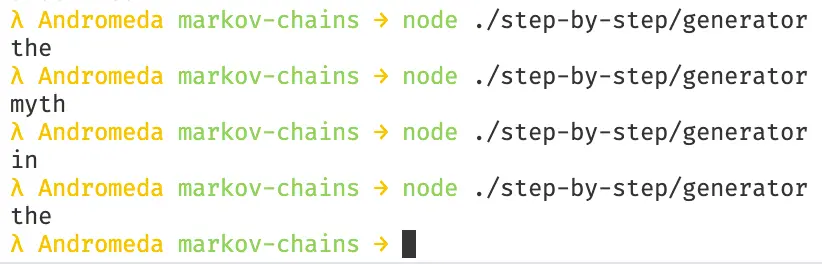 λ Andromeda markov-chains → node ./step-by-step/generator
the
λ Andromeda markov-chains → node ./step-by-step/generator
myth
λ Andromeda markov-chains → node ./step-by-step/generator
in
λ Andromeda markov-chains → node ./step-by-step/generator
the
λ Andromeda markov-chains →